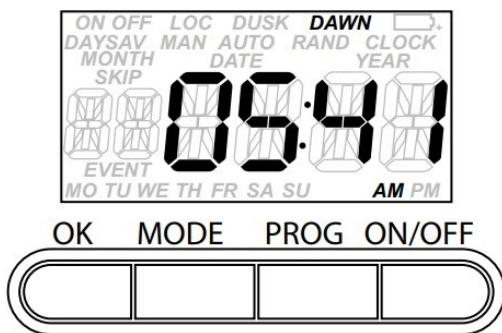 ON OFF LOC DUSK DAWN
DAYSAV MAN AUTO RAND CLOCK
MONTH DATE YEAR
SKIP
05:41
EVENT
MO TU WE TH FR SA SU AM PM
OK MODE PROG ON/OFF